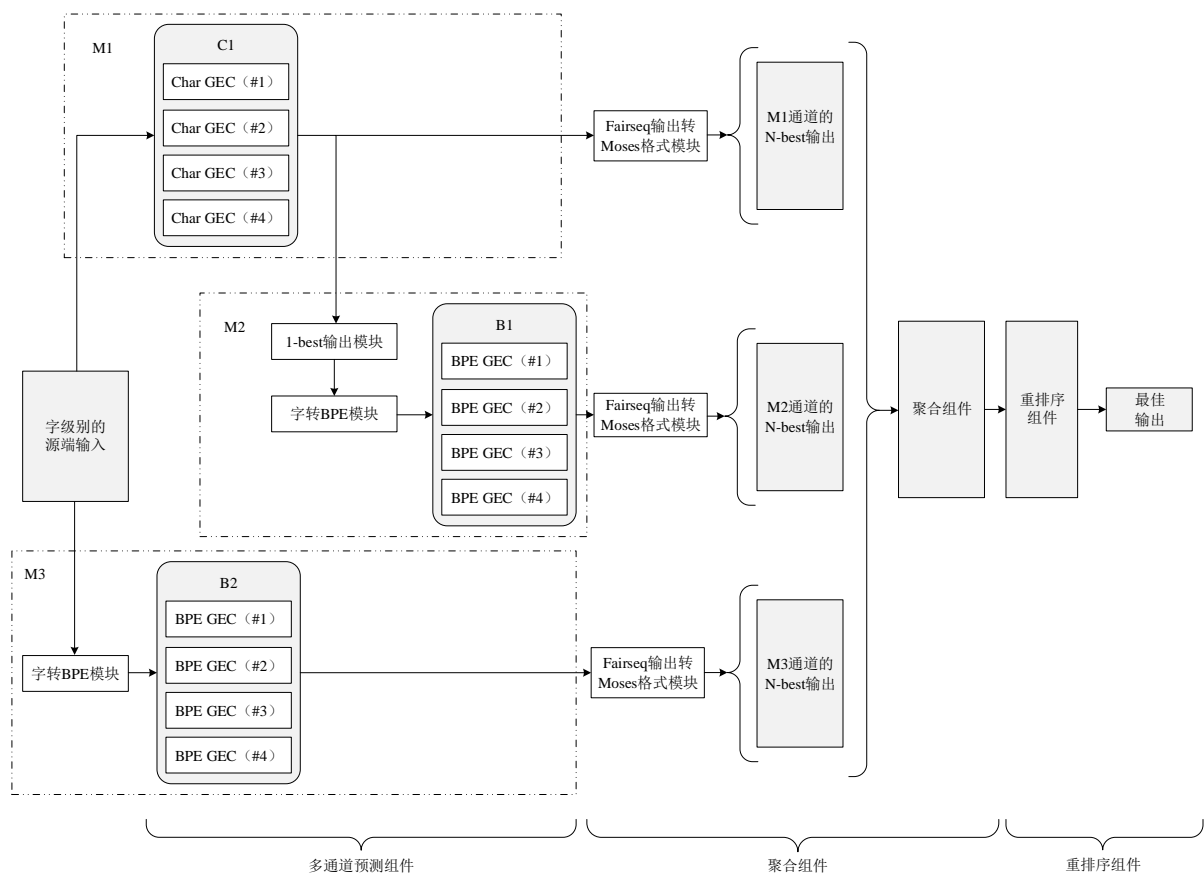 M1
C1
Char GEC（#1）
Char GEC（#2）
Char GEC（#3）
Char GEC（#4）
Fairseq输出转
Moses格式模块
M1通道的
N-best输出
M2
1-best输出模块
字转BPE模块
B1
BPE GEC（#1）
BPE GEC（#2）
BPE GEC（#3）
BPE GEC（#4）
Fairseq输出转
Moses格式模块
M2通道的
N-best输出
字级别的
源端输入
聚合组件
重排序
组件
最佳
输出
M3
字转BPE模块
B2
BPE GEC（#1）
BPE GEC（#2）
BPE GEC（#3）
BPE GEC（#4）
Fairseq输出转
Moses格式模块
M3通道的
N-best输出
多通道预测组件
聚合组件
重排序组件